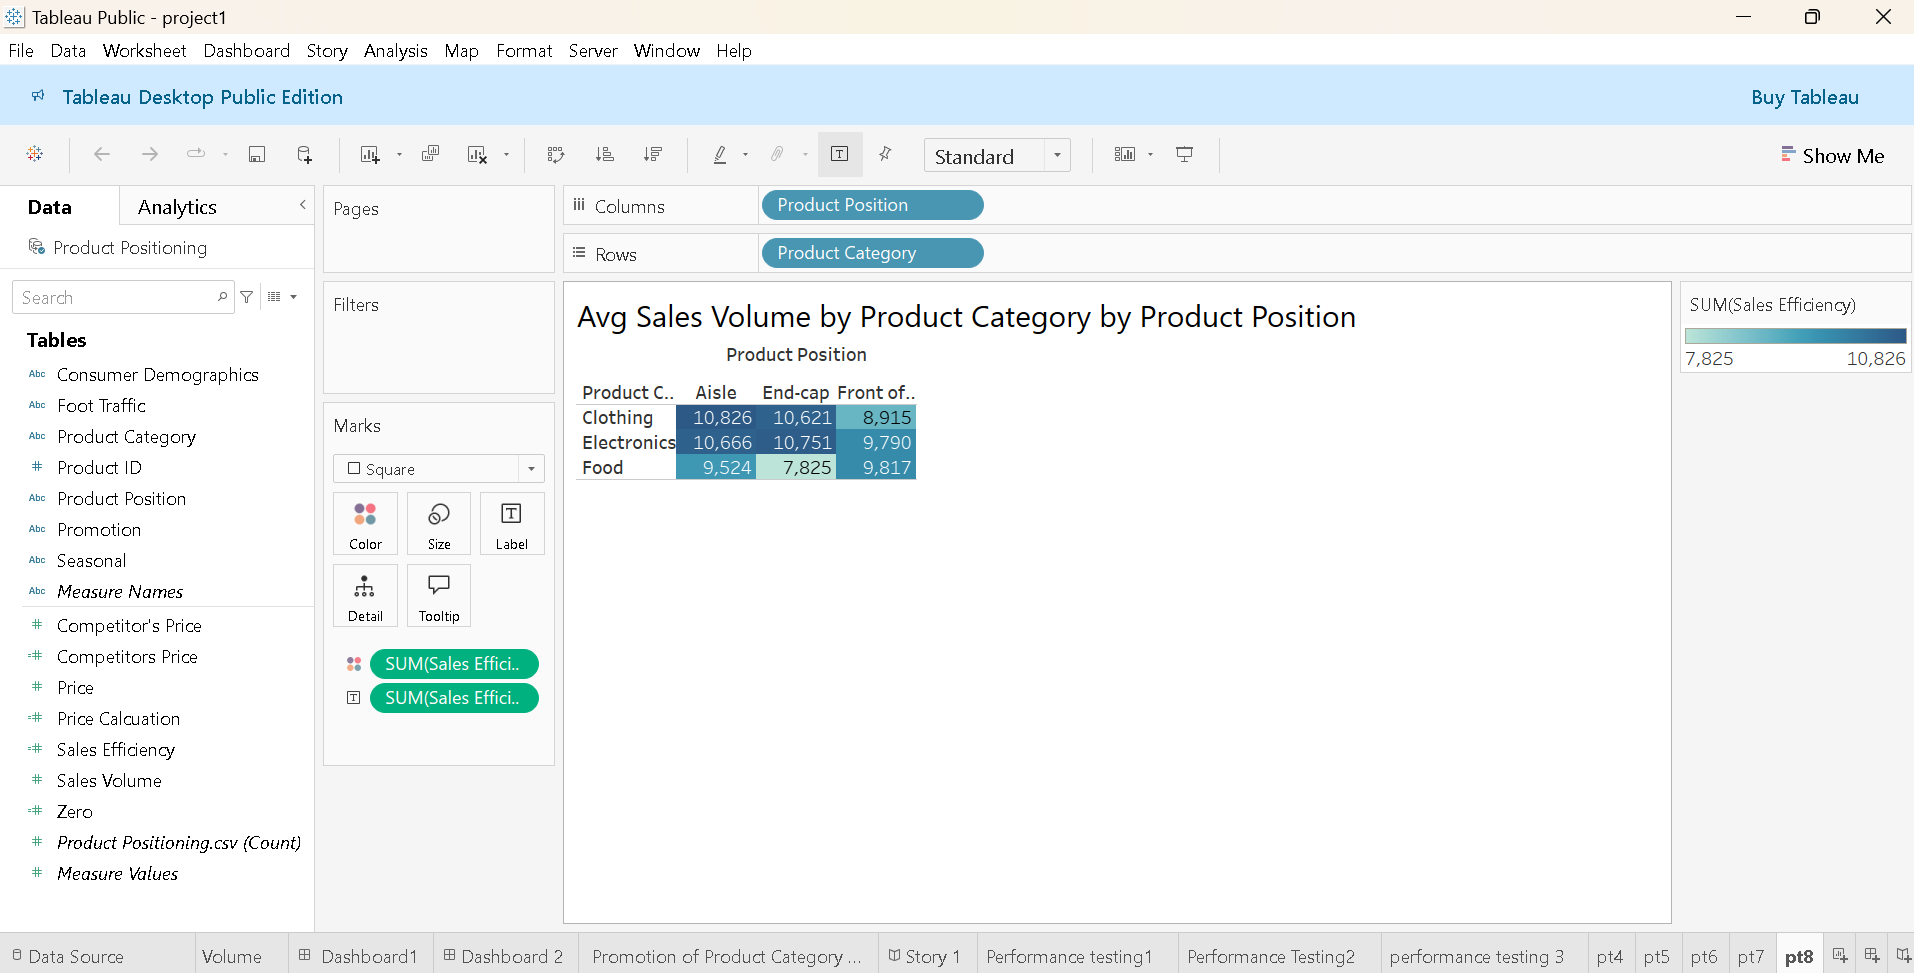 Tableau Public - project1
File Data Worksheet Dashboard Story Analysis Map Format Server Window Help
Tableau Desktop Public Edition
Buy Tableau
Standard
Show Me
Data
Analytics
Product Positioning
Search
Tables
Abc Consumer Demographics
Abc Foot Traffic
Abc Product Category
# Product ID
Abc Product Position
Abc Promotion
Abc Seasonal
Abc Measure Names
# Competitor's Price
=# Competitors Price
# Price
=# Price Calcuation
=# Sales Efficiency
# Sales Volume
=# Zero
# Product Positioning.csv (Count)
# Measure Values
Pages
Filters
Marks
Square
Color
Size
Label
Detail
Tooltip
SUM(Sales Effici..
SUM(Sales Effici..
Columns
Product Position
Rows
Product Category
Avg Sales Volume by Product Category by Product Position
Product Position
Product C.. Aisle End-cap Front of..
Clothing 10,826 10,621 8,915
Electronics 10,666 10,751 9,790
Food 9,524 7,825 9,817
SUM(Sales Efficiency)
7,825 10,826
Data Source
Volume
Dashboard1
Dashboard 2
Promotion of Product Category ...
Story 1
Performance testing1
Performance Testing2
performance testing 3
pt4
pt5
pt6
pt7
pt8